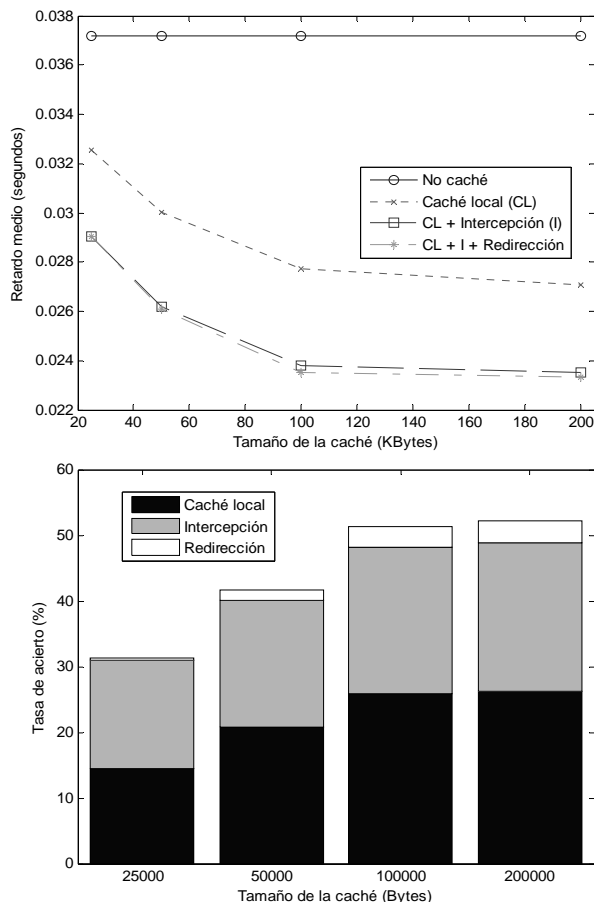 0.038
0.036
0.034
0.032
0.03
0.028
0.026
0.024
0.022
Retardo medio (segundos)
No caché
Caché local (CL)
CL + Intercepción (I)
CL + I + Redirección
20 40 60 80 100 120 140 160 180 200
Tamaño de la caché (KBytes)
60
50
40
30
20
10
0
Tasa de acierto (%)
Caché local
Intercepción
Redirección
25000 50000 100000 200000
Tamaño de la caché (Bytes)